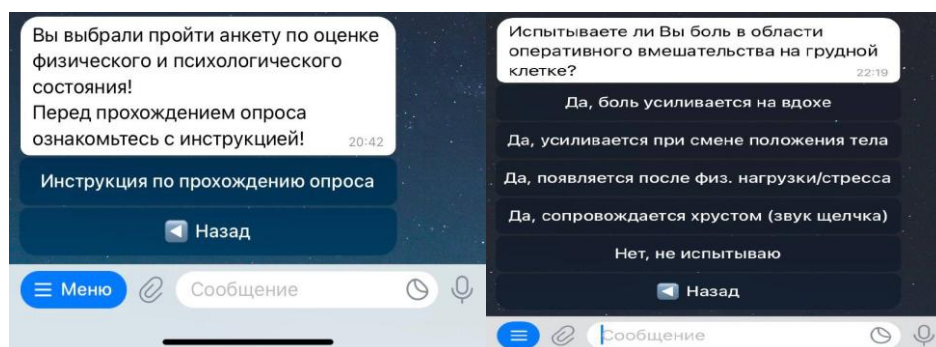 Вы выбрали пройти анкету по оценке
физического и психологического
состояния!
Перед прохождением опроса
ознакомьтесь с инструкцией!
20:42
Инструкция по прохождению опроса
Назад
Меню
Сообщение
Испытываете ли Вы боль в области
оперативного вмешательства на грудной
клетке?
22:19
Да, боль усиливается на вдохе
Да, усиливается при смене положения тела
Да, появляется после физ. нагрузки/стресса
Да, сопровождается хрустом (звук щелчка)
Нет, не испытываю
Назад
Сообщение